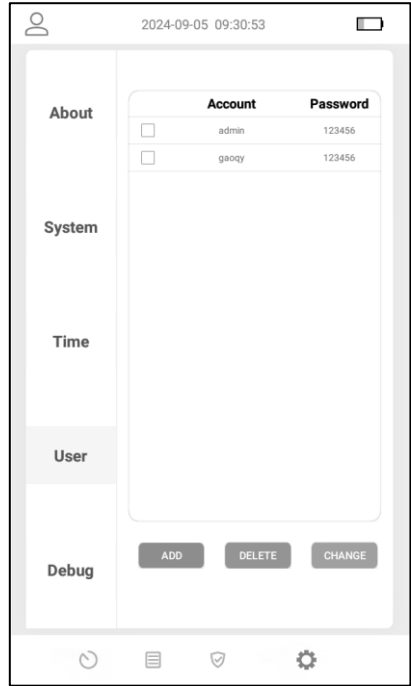 2024-09-05 09:30:53
About
System
Time
User
Debug
Account Password
admin 123456
gaoqy 123456
ADD DELETE CHANGE